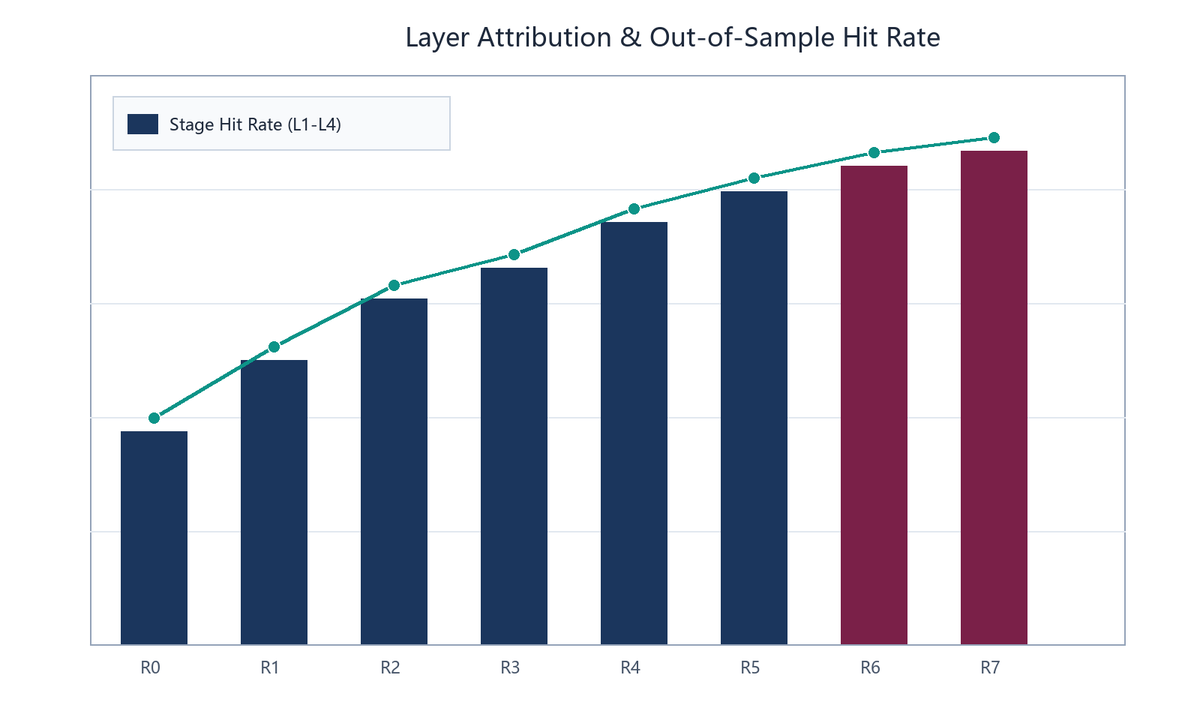 Layer Attribution & Out-of-Sample Hit Rate
Stage Hit Rate (L1-L4)
R0 R1 R2 R3 R4 R5 R6 R7